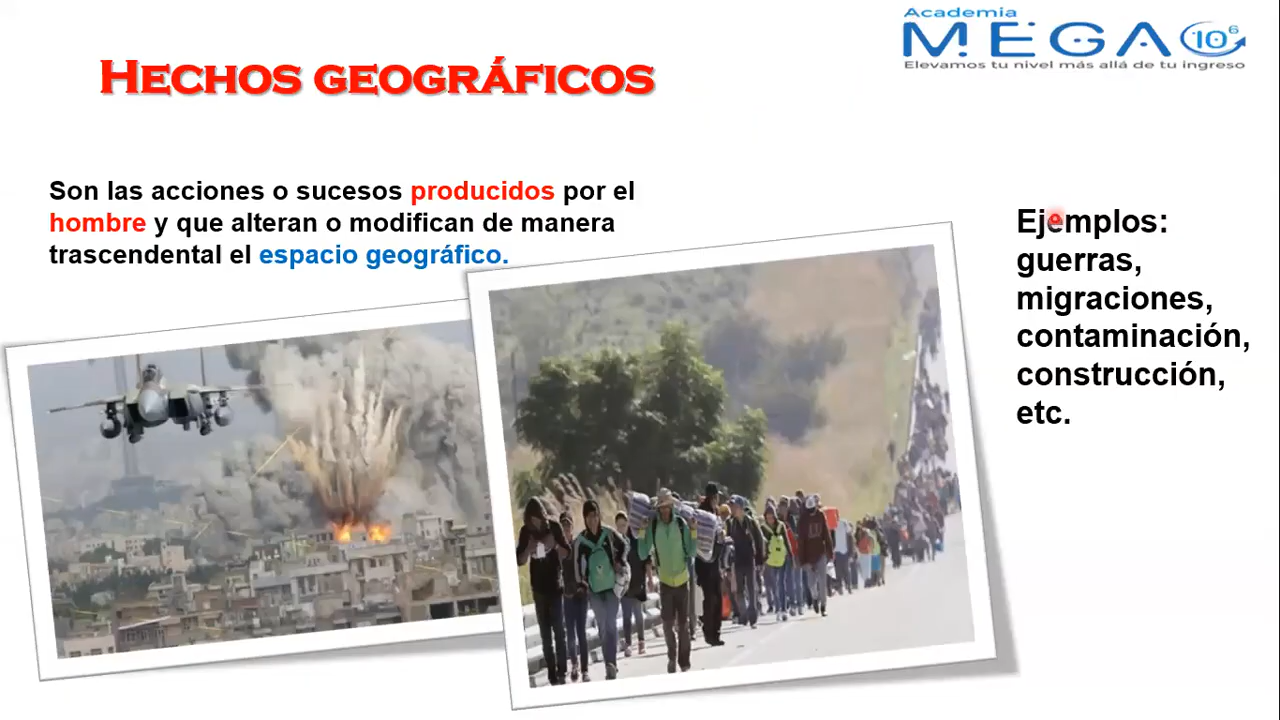 Academia
MEGA 10⁶
Elevamos tu nivel más allá de tu ingreso
HECHOS GEOGRÁFICOS
Son las acciones o sucesos producidos por el
hombre y que alteran o modifican de manera
trascendental el espacio geográfico.
Ejemplos:
guerras,
migraciones,
contaminación,
construcción,
etc.